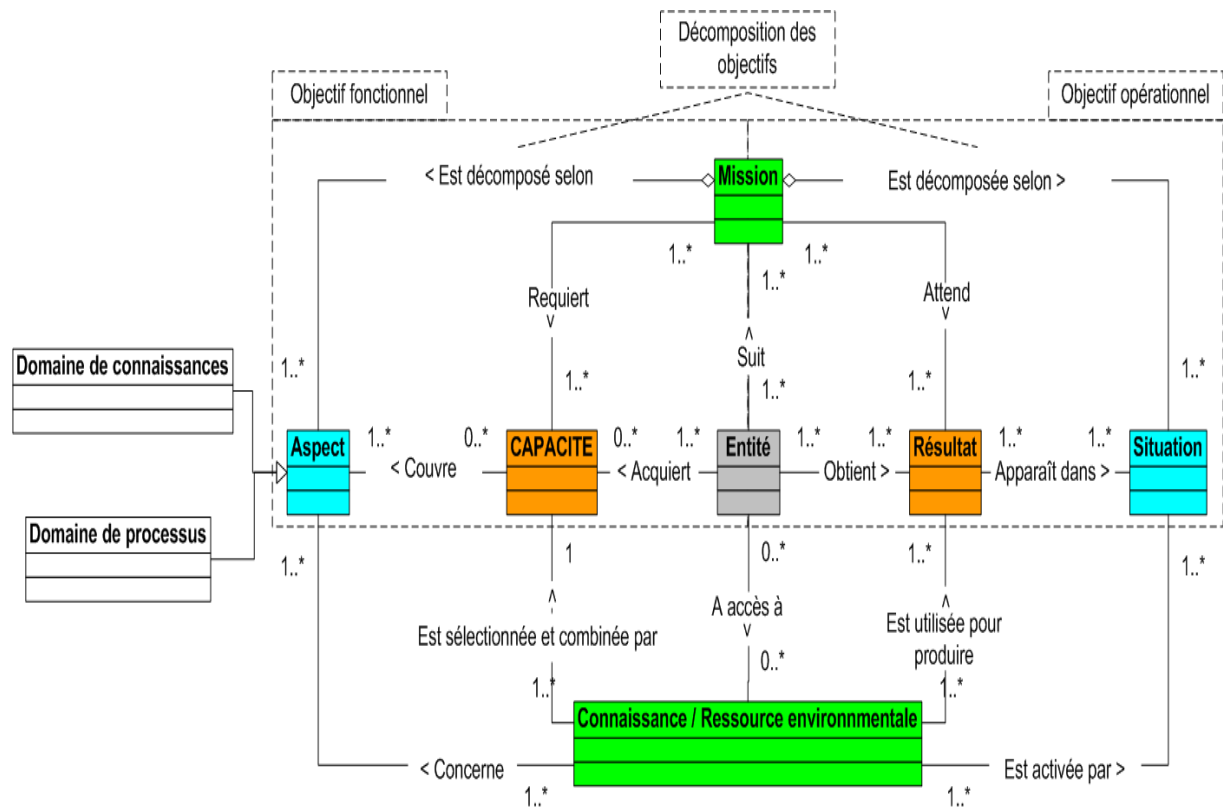 Décomposition des
objectifs
Objectif fonctionnel
Objectif opérationnel
< Est décomposé selon
Mission
Est décomposée selon >
1..*
1..*
1..*
Requiert
<
Attend
<
<
Suit
Domaine de connaissances
1..*
1..*
1..*
1..*
1..*
Aspect
1..*
0..*
CAPACITE
0..*
1..*
Entité
1..*
1..*
Résultat
1..*
1..*
Situation
< Couvre
< Acquiert
Obtient >
Apparaît dans >
Domaine de processus
1..*
1
0..*
1..*
1..*
<
Est sélectionnée et combinée par
A accès à
<
<
Est utilisée pour
produire
0..*
1..*
1..*
Connaissance / Ressource environnmentale
< Concerne
Est activée par >
1..*
1..*